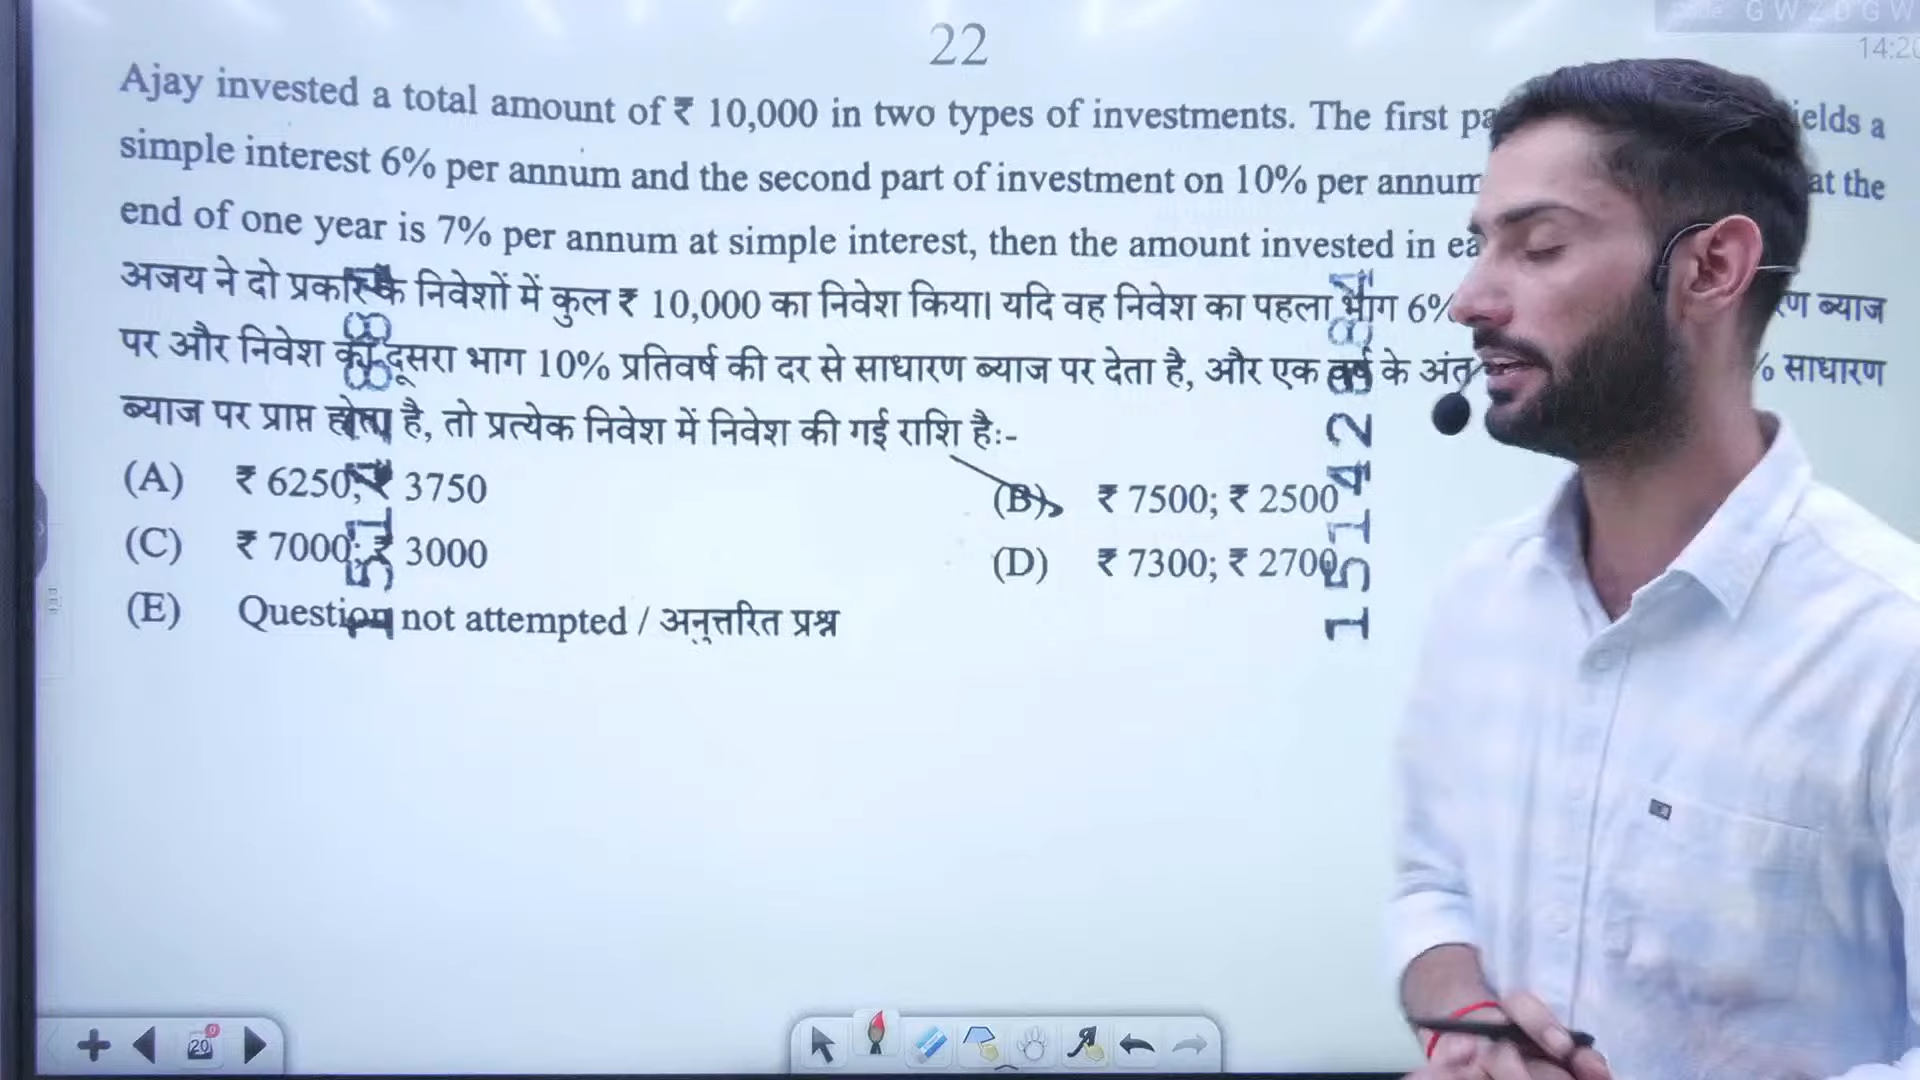 GWZDGW
14:20
22
Ajay invested a total amount of ₹ 10,000 in two types of investments. The first ields a
simple interest 6% per annum and the second part of investment on 10% per annum at the
end of one year is 7% per annum at simple interest, then the amount invested in
अजय ने दो प्रकार के निवेशों में कुल ₹ 10,000 का निवेश किया। यदि वह निवेश का पहला भाग 6% ब्याज
पर और निवेश का दूसरा भाग 10% प्रतिवर्ष की दर से साधारण ब्याज पर देता है, और एक वर्ष के अंत % साधारण
ब्याज पर प्राप्त होता है, तो प्रत्येक निवेश में निवेश की गई राशि है:-
(A) ₹ 6250; ₹ 3750 (B) ₹ 7500; ₹ 2500
(C) ₹ 7000; ₹ 3000 (D) ₹ 7300; ₹ 2700
(E) Question not attempted / अनुत्तरित प्रश्न
20